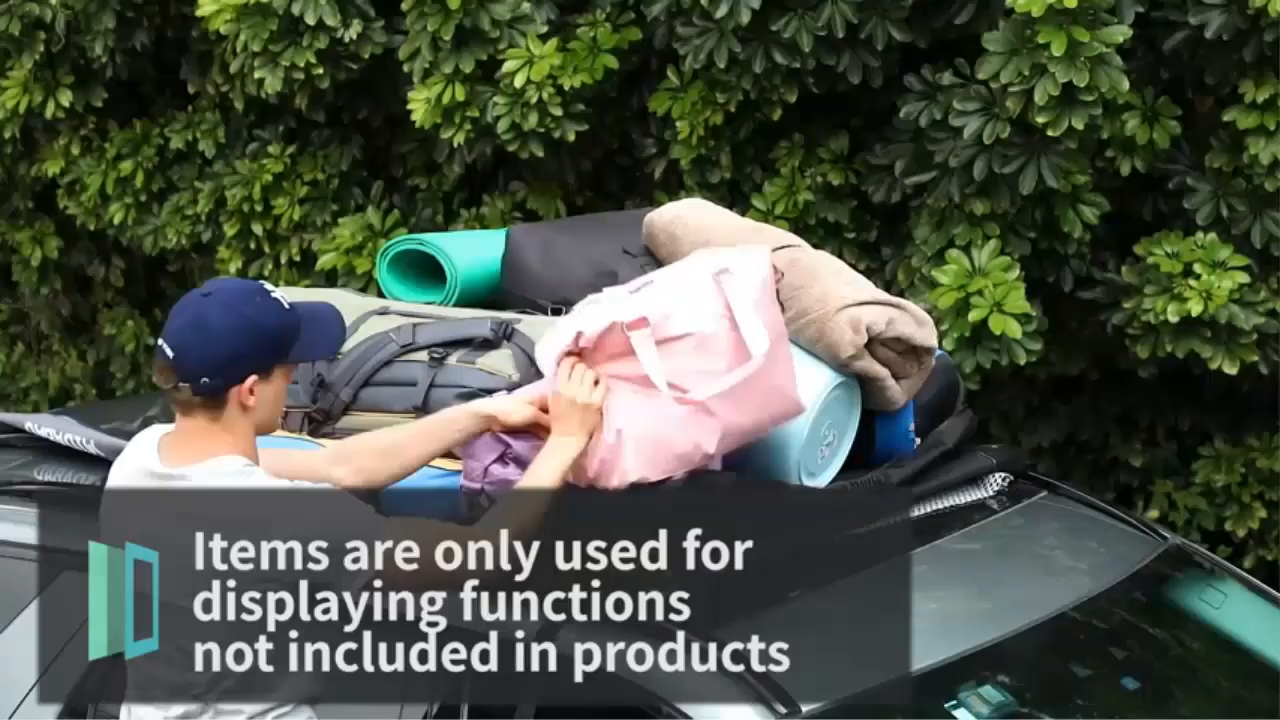 Items are only used for
displaying functions
not included in products